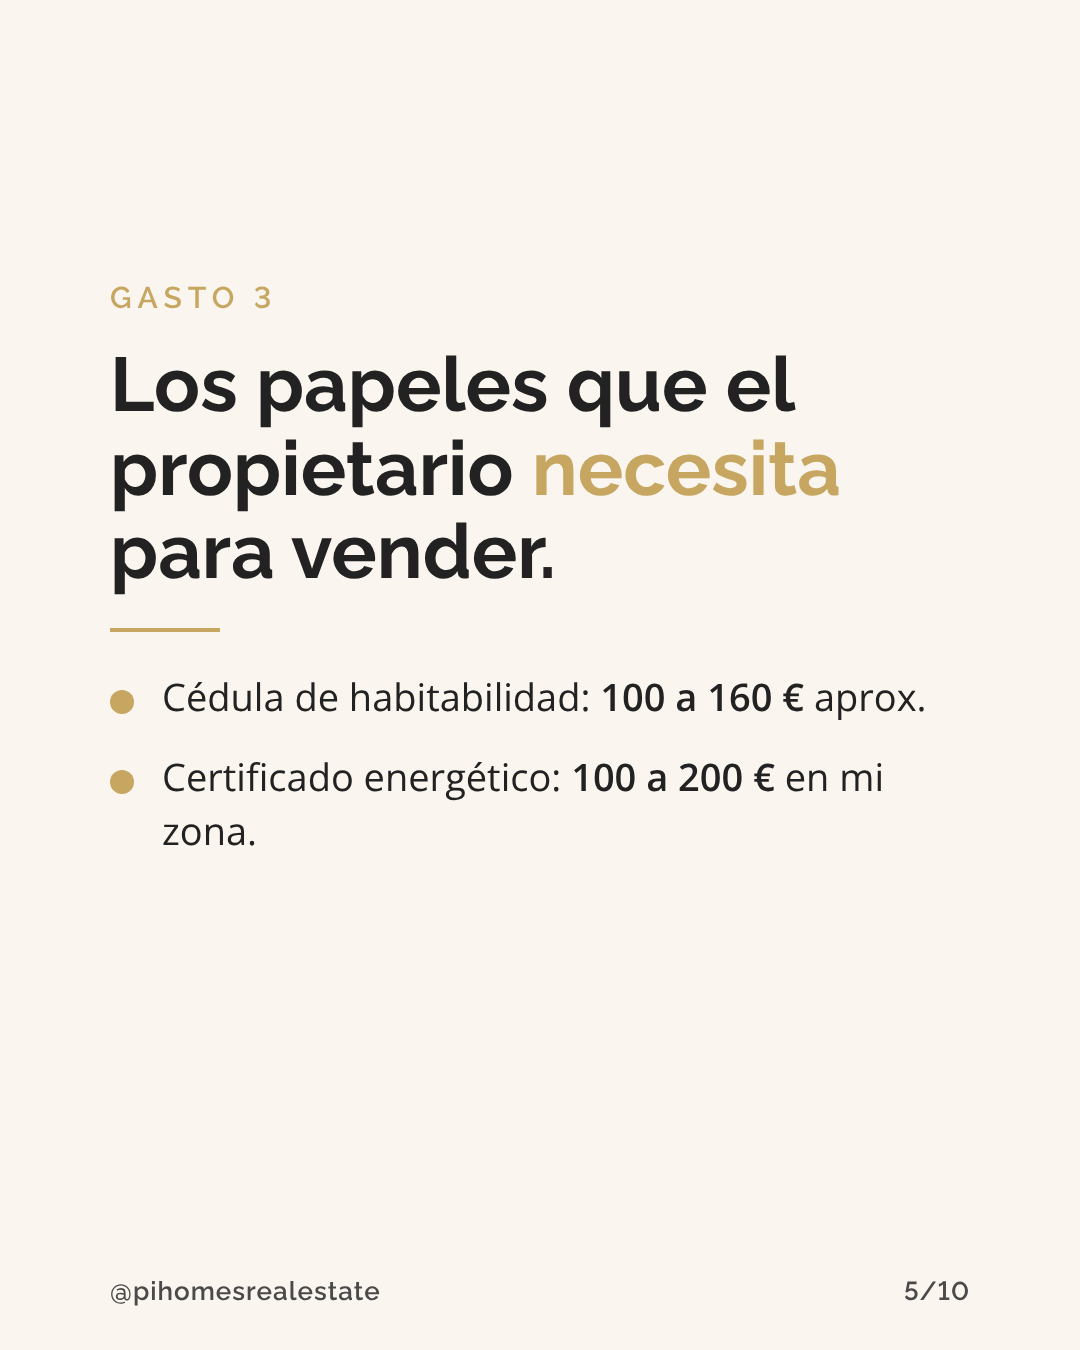 GASTO 3
Los papeles que el
propietario necesita
para vender.
Cédula de habitabilidad: 100 a 160 € aprox.
Certificado energético: 100 a 200 € en mi
zona.
@pihomesrealestate
5/10